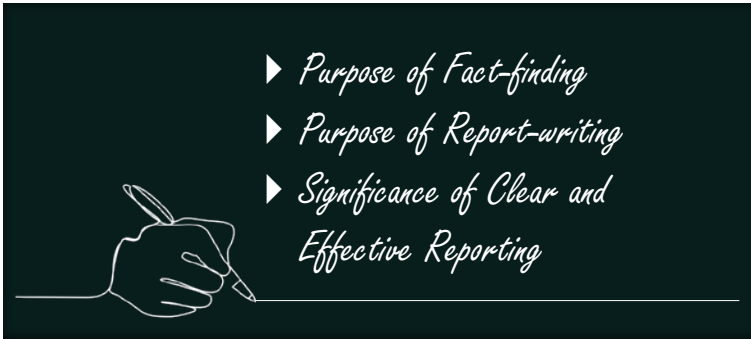 Purpose of Fact-finding
Purpose of Report-writing
Significance of Clear and
Effective Reporting